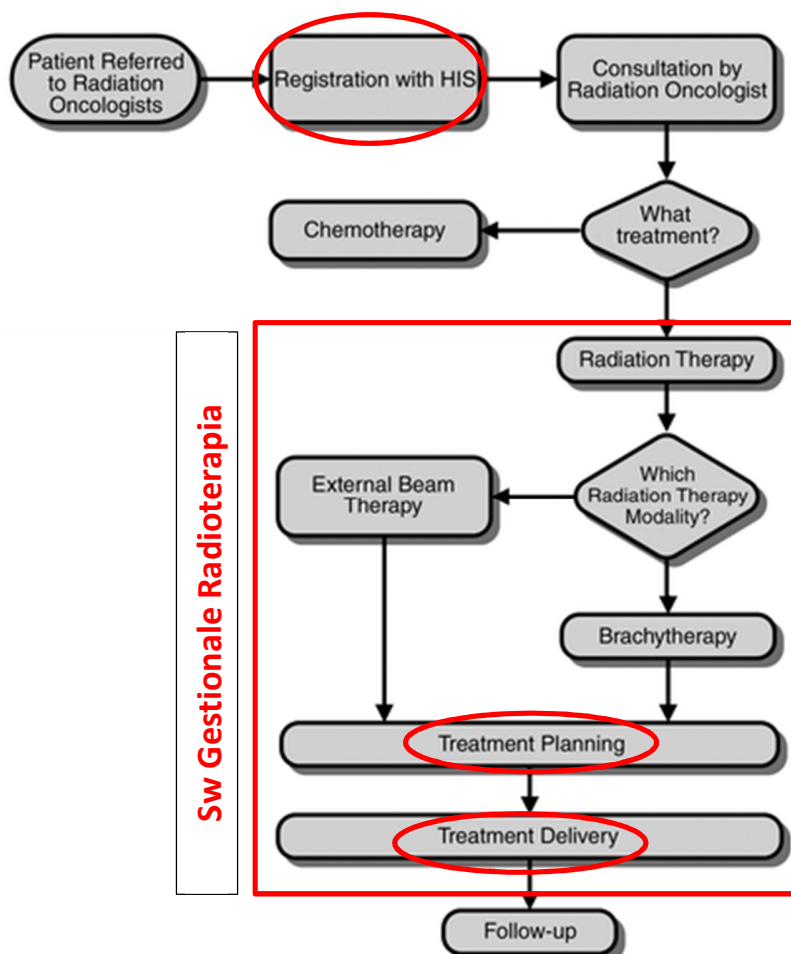 Patient Referred
to Radiation
Oncologists
Registration with HIS
Consultation by
Radiation Oncologist
What
treatment?
Chemotherapy
Radiation Therapy
Which
Radiation Therapy
Modality?
External Beam
Therapy
Brachytherapy
Treatment Planning
Treatment Delivery
Follow-up
Sw Gestionale Radioterapia